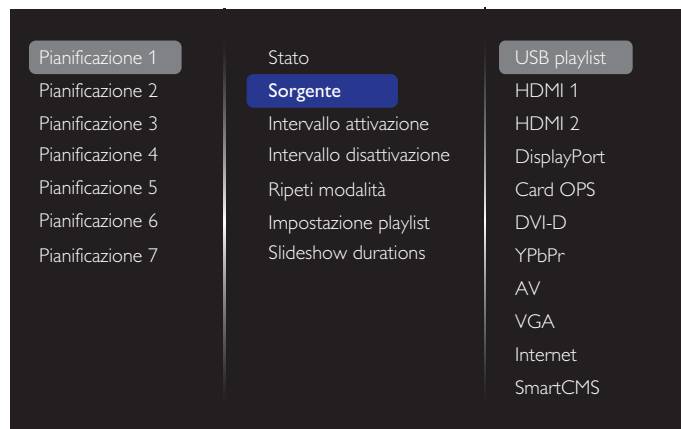 Pianificazione 1
Pianificazione 2
Pianificazione 3
Pianificazione 4
Pianificazione 5
Pianificazione 6
Pianificazione 7
Stato
Sorgente
Intervallo attivazione
Intervallo disattivazione
Ripeti modalità
Impostazione playlist
Slideshow durations
USB playlist
HDMI 1
HDMI 2
DisplayPort
Card OPS
DVI-D
YPbPr
AV
VGA
Internet
SmartCMS